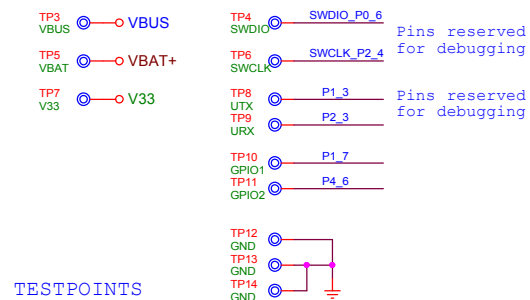 TP3
VBUS
VBUS
TP5
VBAT
VBAT+
TP7
V33
V33
TP4
SWDIO
SWDIO_P0_6
TP6
SWCLK
SWCLK_P2_4
Pins reserved
for debugging
TP8
UTX
P1_3
TP9
URX
P2_3
Pins reserved
for debugging
TP10
GPIO1
P1_7
TP11
GPIO2
P4_6
TP12
GND
TP13
GND
TP14
GND
TESTPOINTS